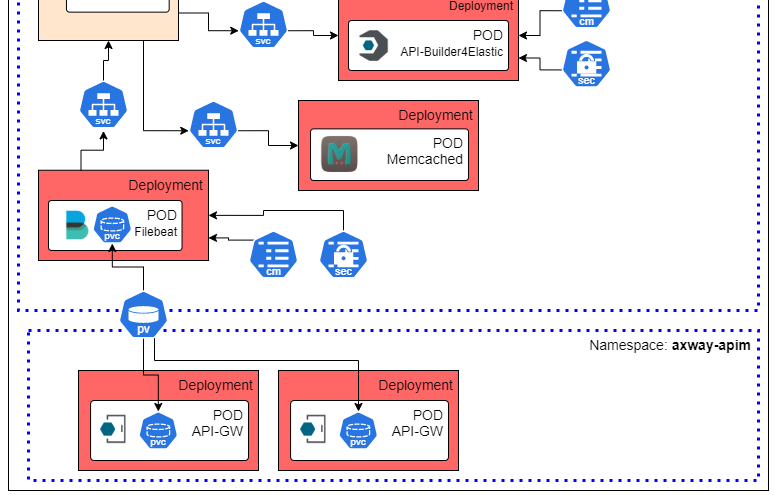 Deployment
cm
POD
API-Builder4Elastic
svc
sec
svc
Deployment
POD
Memcached
svc
Deployment
POD
Filebeat
pvc
cm
sec
pv
Namespace: axway-apim
Deployment
POD
API-GW
pvc
Deployment
POD
API-GW
pvc